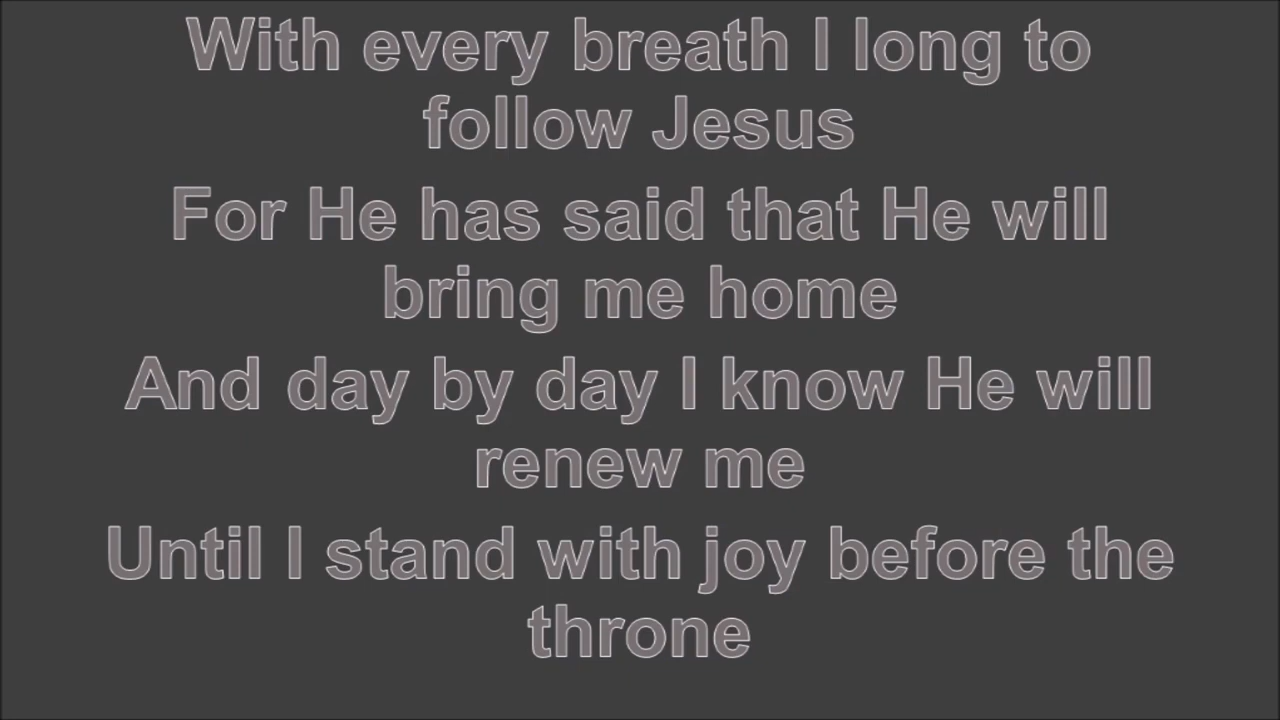 With every breath I long to
follow Jesus
For He has said that He will
bring me home
And day by day I know He will
renew me
Until I stand with joy before the
throne